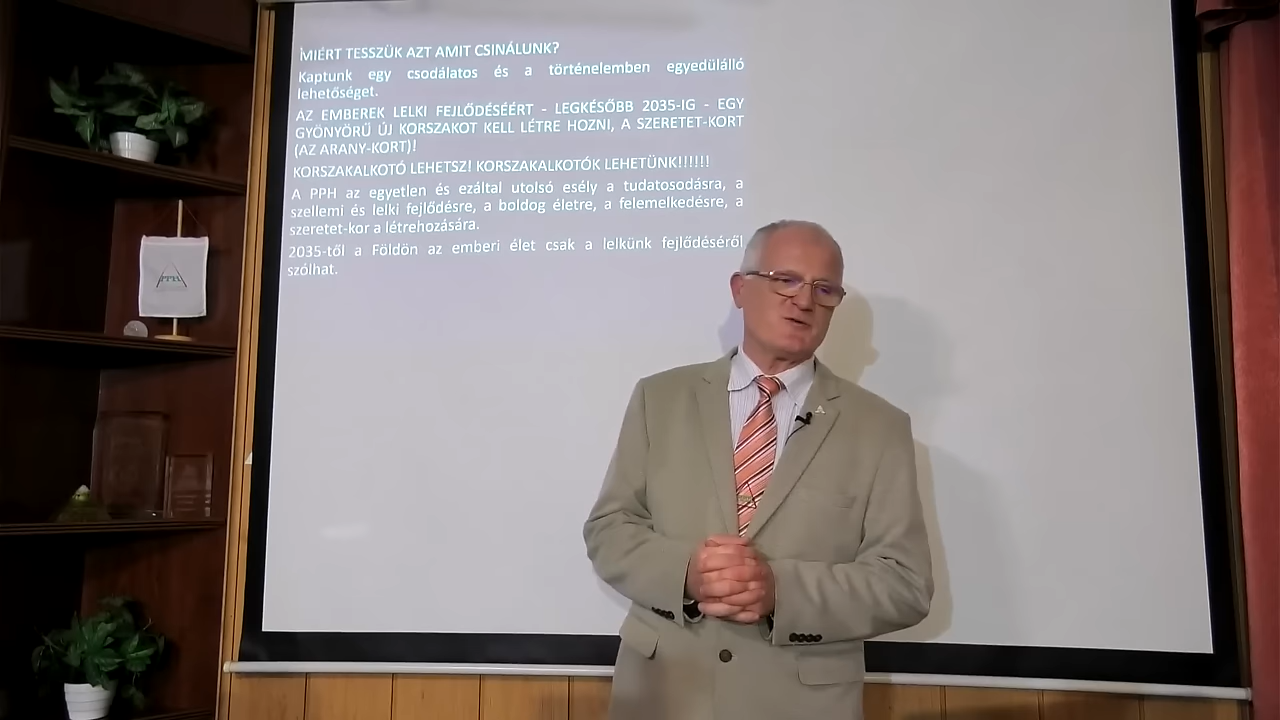 MIÉRT TESSZÜK AZT AMIT CSINÁLUNK?
Kaptunk egy csodálatos és a történelemben egyedülálló
lehetőséget.
AZ EMBEREK LELKI FEJLŐDÉSÉÉRT - LEGKÉSŐBB 2035-IG - EGY
GYÖNYÖRŰ ÚJ KORSZAKOT KELL LÉTRE HOZNI, A SZERETET-KORT
(AZ ARANY-KORT)!
KORSZAKALKOTÓ LEHETSZ! KORSZAKALKOTÓK LEHETÜNK!!!!!!
A PPH az egyetlen és ezáltal utolsó esély a tudatosodásra, a
szellemi és lelki fejlődésre, a boldog életre, a felemelkedésre, a
szeretet-kor a létrehozására.
2035-től a Földön az emberi élet csak a lelkünk fejlődéséről
szólhat.
PPH